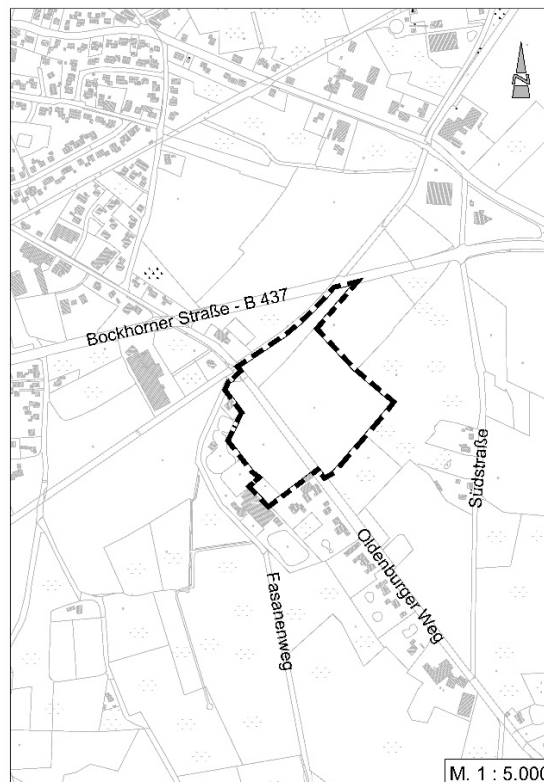 N
Bockhorner Straße - B 437
Südstraße
Oldenburger Weg
Fasanenweg
M. 1 : 5.000